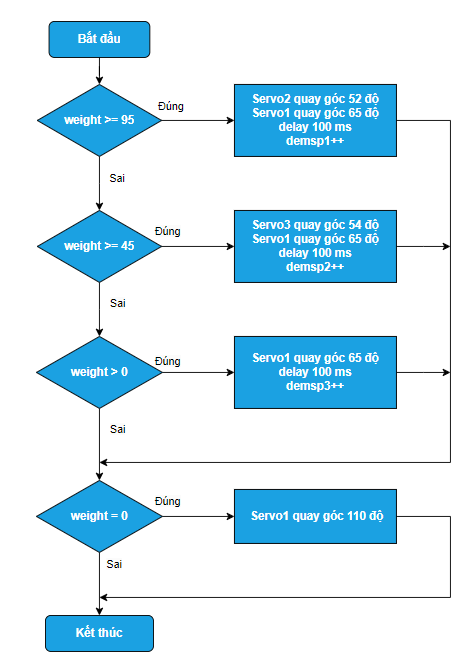 Bắt đầu
Đúng
weight >= 95
Servo2 quay góc 52 độ
Servo1 quay góc 65 độ
delay 100 ms
demsp1++
Sai
Đúng
weight >= 45
Servo3 quay góc 54 độ
Servo1 quay góc 65 độ
delay 100 ms
demsp2++
Sai
Đúng
weight > 0
Servo1 quay góc 65 độ
delay 100 ms
demsp3++
Sai
Đúng
weight = 0
Servo1 quay góc 110 độ
Sai
Kết thúc